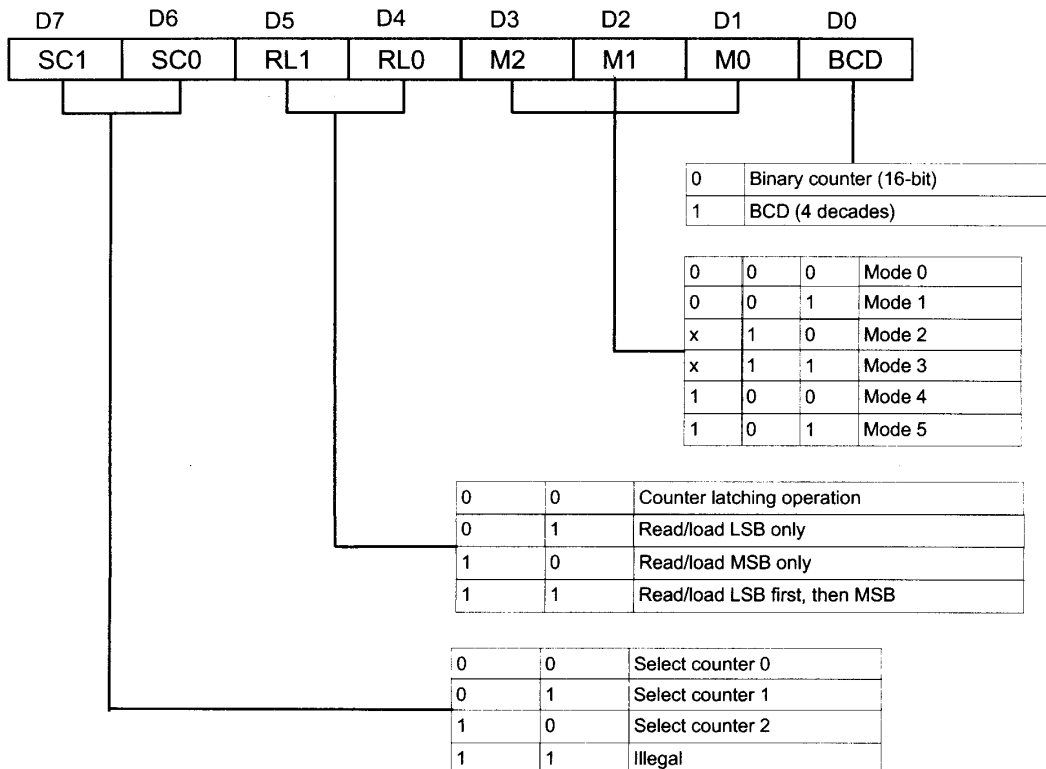 D7 D6 D5 D4 D3 D2 D1 D0
SC1 SC0 RL1 RL0 M2 M1 M0 BCD
0 Binary counter (16-bit)
1 BCD (4 decades)
0 0 0 Mode 0
0 0 1 Mode 1
x 1 0 Mode 2
x 1 1 Mode 3
1 0 0 Mode 4
1 0 1 Mode 5
0 0 Counter latching operation
0 1 Read/load LSB only
1 0 Read/load MSB only
1 1 Read/load LSB first, then MSB
0 0 Select counter 0
0 1 Select counter 1
1 0 Select counter 2
1 1 Illegal